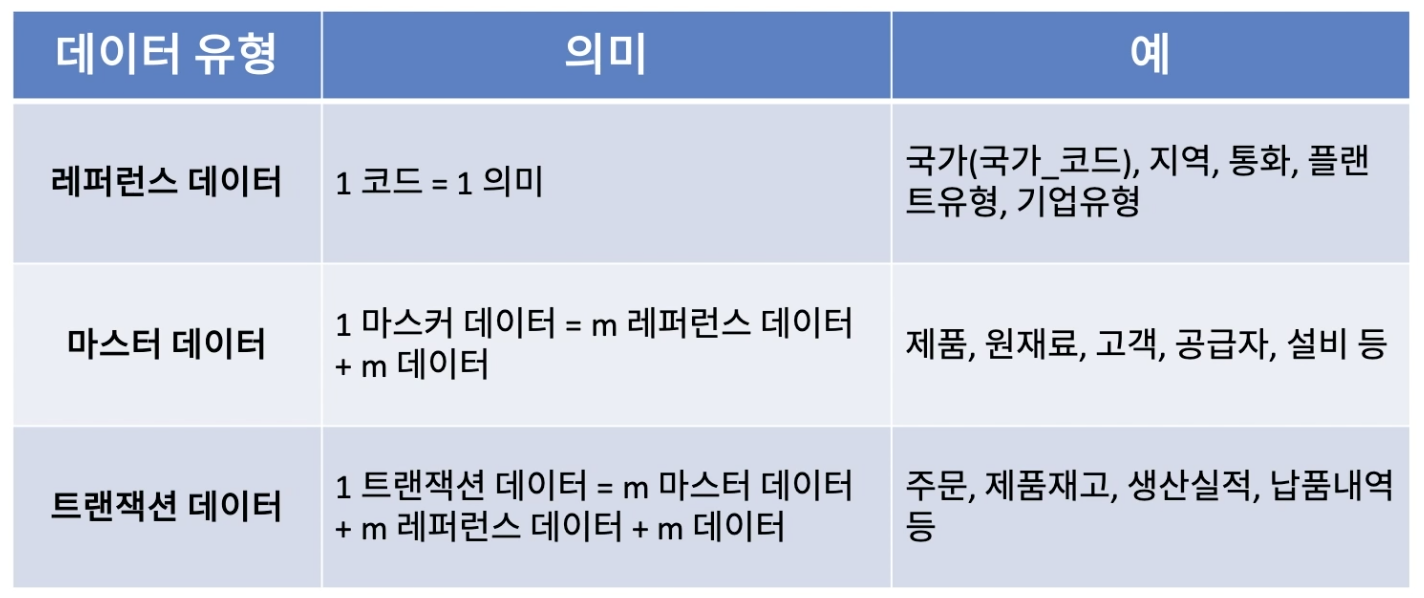 데이터 유형
의미
예
레퍼런스 데이터
1 코드 = 1 의미
국가(국가_코드), 지역, 통화, 플랜
트유형, 기업유형
마스터 데이터
1 마스커 데이터 = m 레퍼런스 데이터
+ m 데이터
제품, 원재료, 고객, 공급자, 설비 등
트랜잭션 데이터
1 트랜잭션 데이터 = m 마스터 데이터
+ m 레퍼런스 데이터 + m 데이터
주문, 제품재고, 생산실적, 납품내역
등